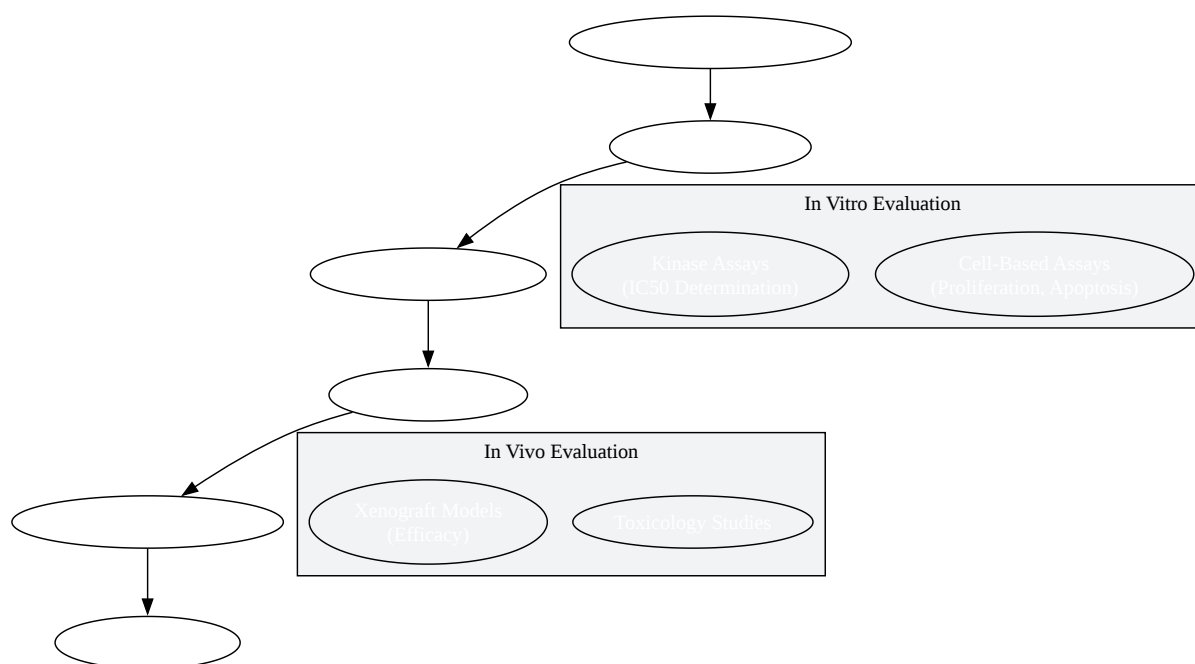 In Vitro Evaluation
Kinase Assays
(IC50 Determination)
Cell-Based Assays
(Proliferation, Apoptosis)
In Vivo Evaluation
Xenograft Models
(Efficacy)
Toxicology Studies